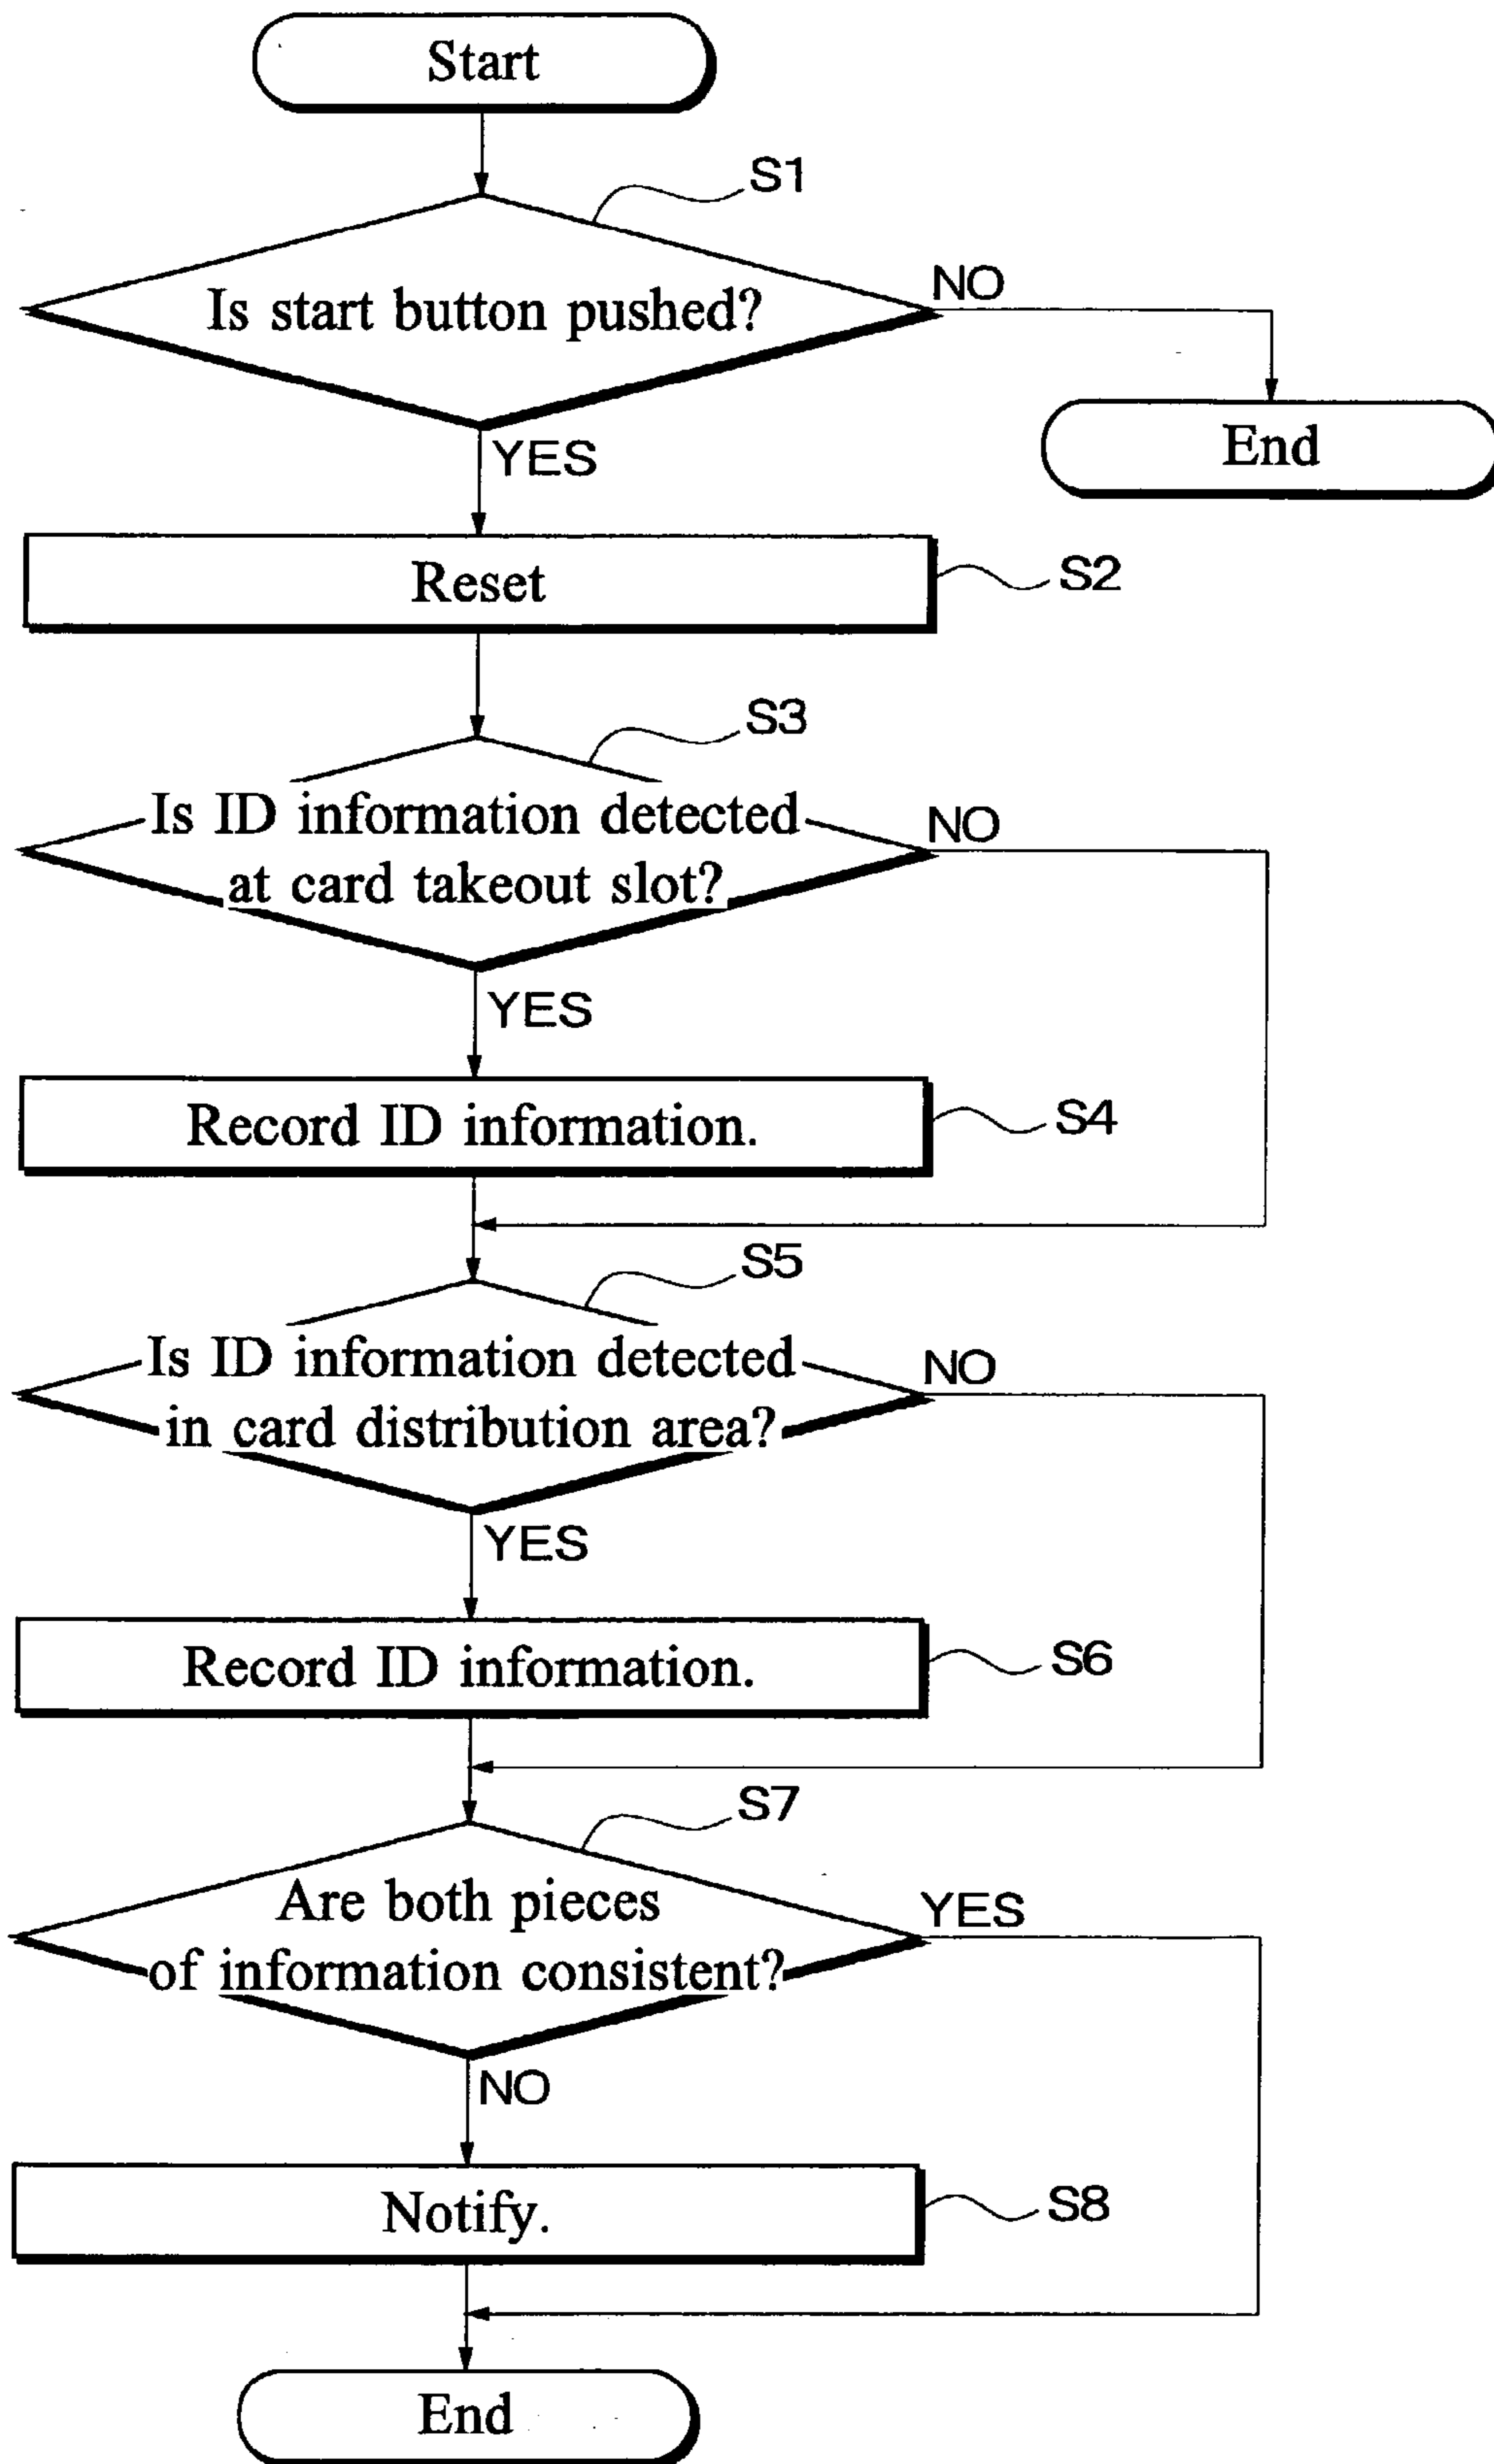 Start
S1
Is start button pushed?
NO
End
YES
Reset
S2
S3
Is ID information detected
at card takeout slot?
NO
YES
Record ID information.
S4
S5
Is ID information detected
in card distribution area?
NO
YES
Record ID information.
S6
S7
Are both pieces
of information consistent?
YES
NO
Notify.
S8
End